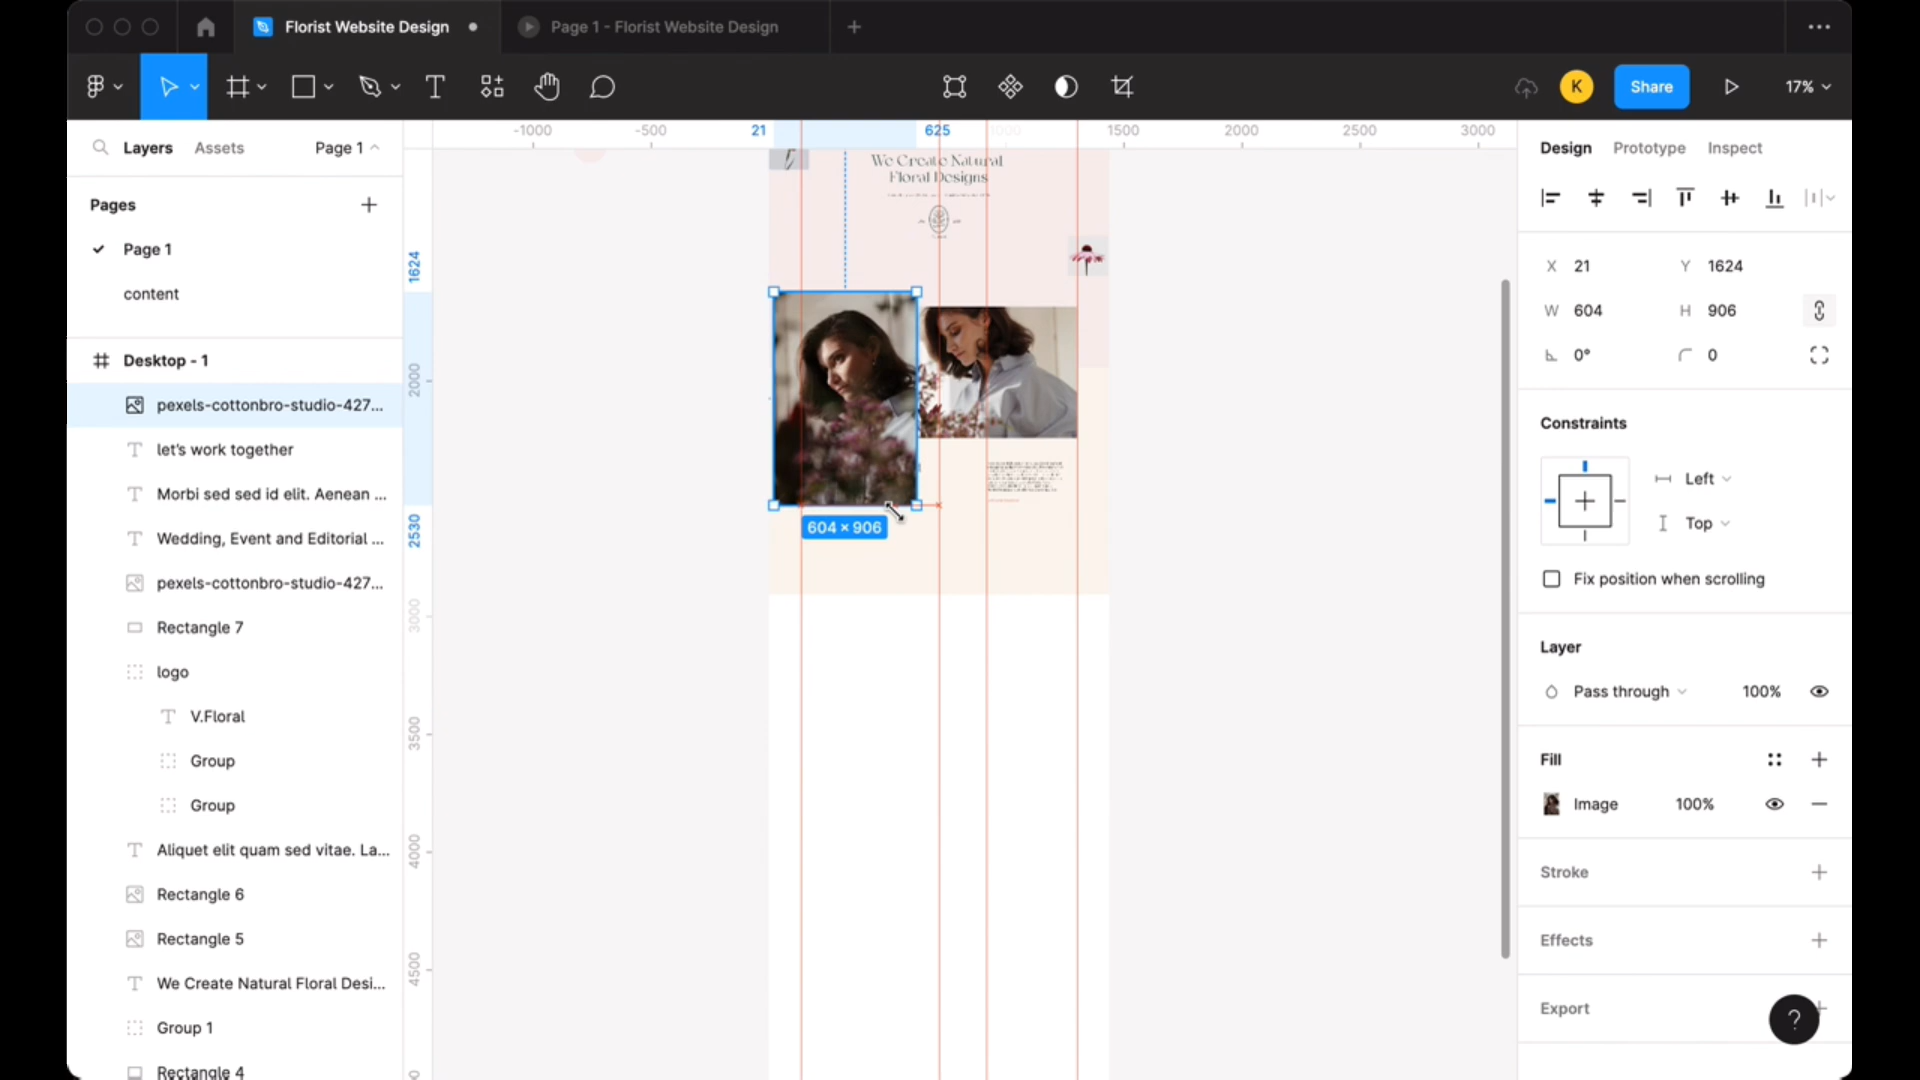 Florist Website Design
Page 1 - Florist Website Design
K
Share
17%
Layers
Assets
Page 1
Pages
Page 1
content
Desktop - 1
pexels-cottonbro-studio-427...
let's work together
Morbi sed sed id elit. Aenean ...
Wedding, Event and Editorial ...
pexels-cottonbro-studio-427...
Rectangle 7
logo
V.Floral
Group
Group
Aliquet elit quam sed vitae. La...
Rectangle 6
Rectangle 5
We Create Natural Floral Desi...
Group 1
Rectangle 4
-1000
-500
21
625
1000
1500
2000
2500
3000
1624
2000
2530
3000
3500
4000
4500
We Create Natural
Floral Designs
604 × 906
Design
Prototype
Inspect
X 21
Y 1624
W 604
H 906
0°
0
Constraints
Left
Top
Fix position when scrolling
Layer
Pass through
100%
Fill
Image
100%
Stroke
Effects
Export
?